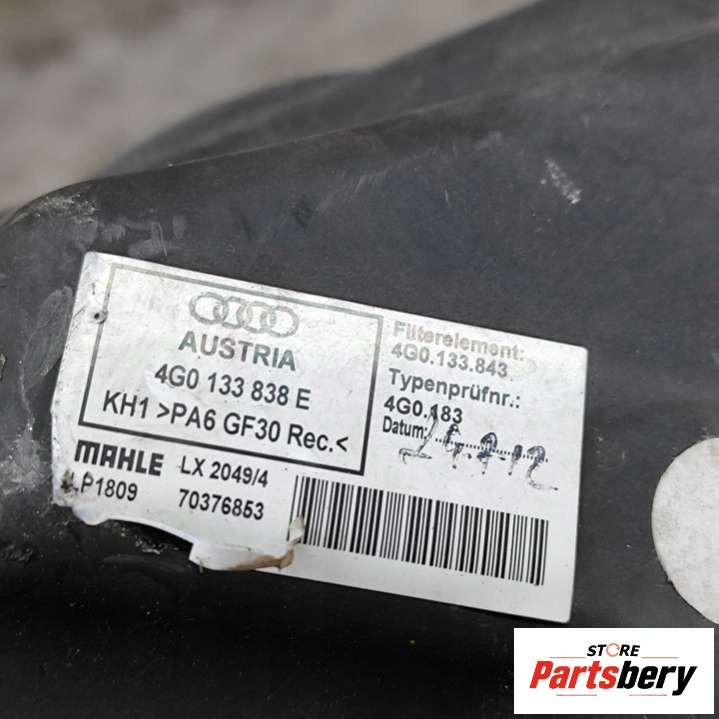 AUSTRIA
4G0 133 838 E
KH1 >PA6 GF30 Rec.<
MAHLE LX 2049/4
LP1809 70376853
Filterelement:
4G0.133.843
Typenprüfnr.:
4G0.183
Datum:
STORE
Partsbery